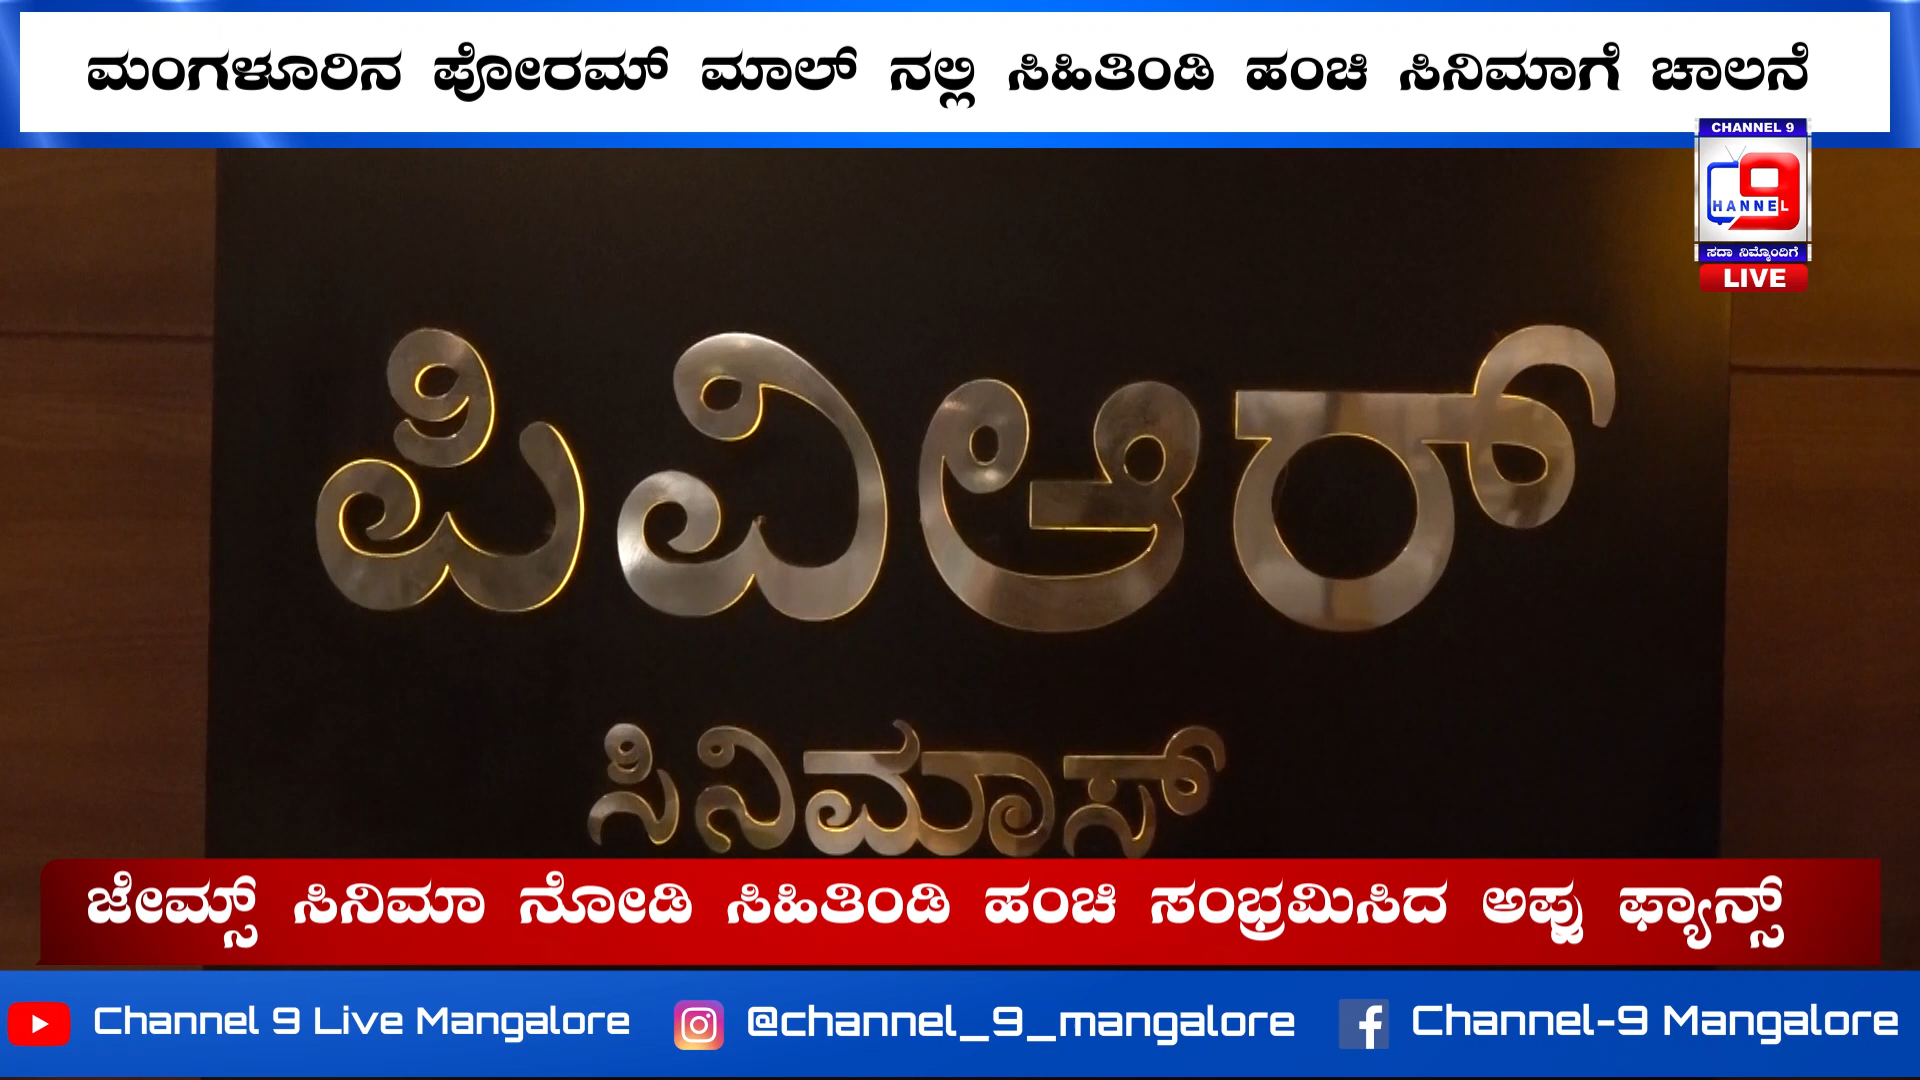 ಮಂಗಳೂರಿನ ಪೋರಮ್ ಮಾಲ್ ನಲ್ಲಿ ಸಿಹಿತಿಂಡಿ ಹಂಚಿ ಸಿನಿಮಾಗೆ ಚಾಲನೆ
CHANNEL 9
9
HANNEL
ಸದಾ ನಿಮ್ಮೊಂದಿಗೆ
LIVE
ಪಿವಿಆರ್
ಸಿನಿಮಾಸ್
ಜೇಮ್ಸ್ ಸಿನಿಮಾ ನೋಡಿ ಸಿಹಿತಿಂಡಿ ಹಂಚಿ ಸಂಭ್ರಮಿಸಿದ ಅಪ್ಪು ಫ್ಯಾನ್ಸ್
Channel 9 Live Mangalore @channel_9_mangalore Channel-9 Mangalore